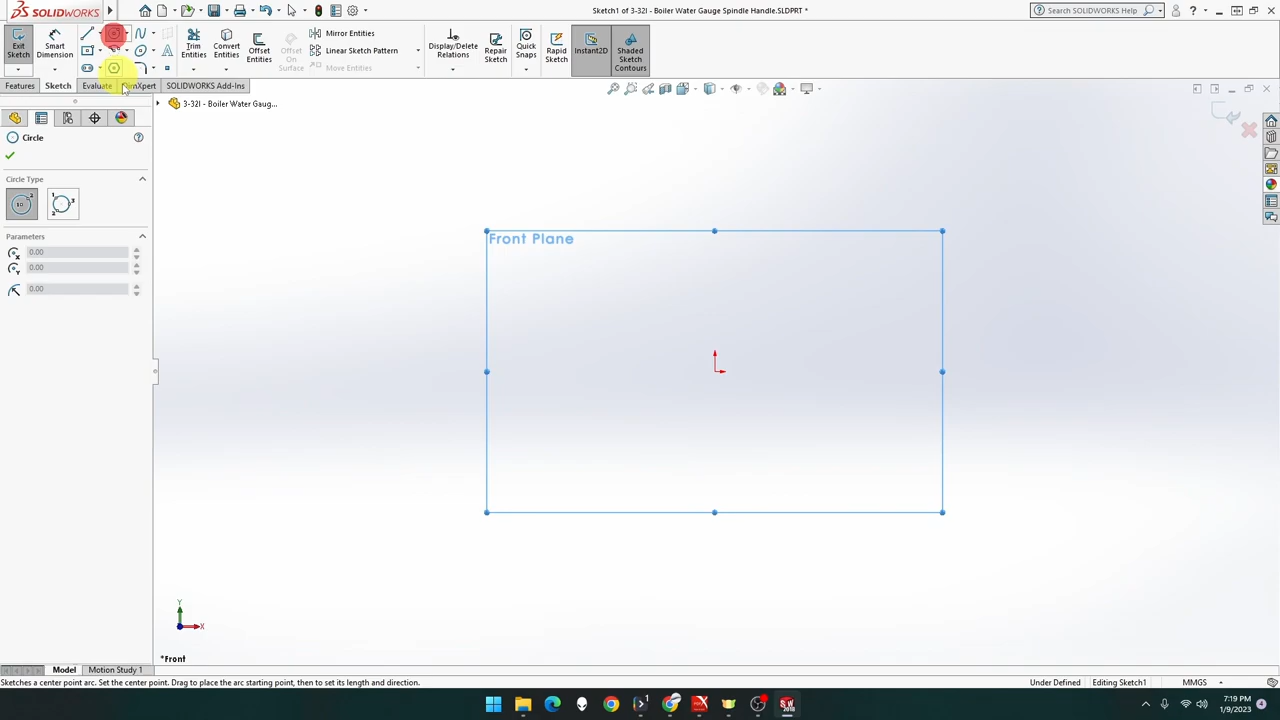 SOLIDWORKS
Sketch1 of 3-32I - Boiler Water Gauge Spindle Handle.SLDPRT *
Search SOLIDWORKS Help
Exit Sketch
Smart Dimension
Trim Entities
Convert Entities
Offset Entities
Offset On Surface
Mirror Entities
Linear Sketch Pattern
Move Entities
Display/Delete Relations
Repair Sketch
Quick Snaps
Rapid Sketch
Instant2D
Shaded Sketch Contours
Features
Sketch
Evaluate
DimXpert
SOLIDWORKS Add-Ins
3-32I - Boiler Water Gaug...
Circle
Circle Type
Parameters
0.00
0.00
0.00
Front Plane
Y
X
*Front
Model
Motion Study 1
Sketches a center point arc. Set the center point. Drag to place the arc starting point, then to set its length and direction.
Under Defined
Editing Sketch1
MMGS
7:19 PM
1/9/2023